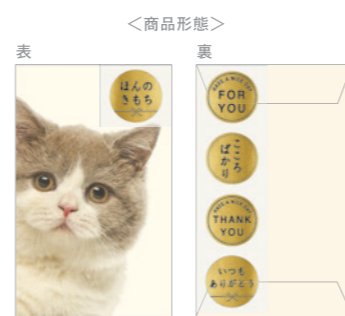 ＜商品形態＞
表
裏
ほんの
きもち
HAVE A NICE DAY
FOR
YOU
こころ
ばかり
HAVE A NICE DAY
THANK
YOU
いつも
ありがとう